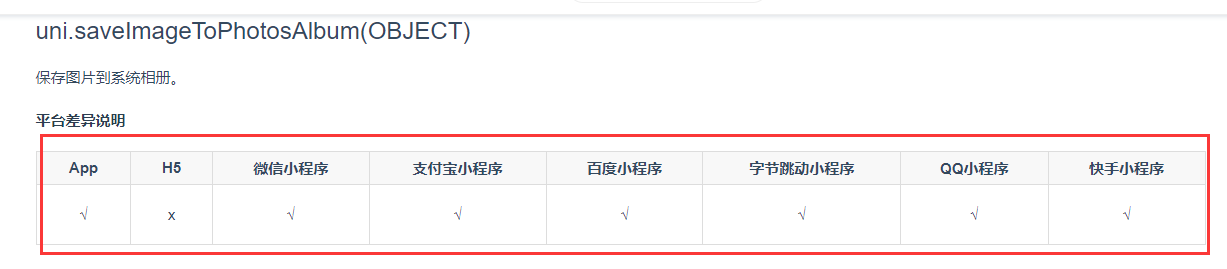 uni.saveImageToPhotosAlbum(OBJECT)
保存图片到系统相册。
平台差异说明
App H5 微信小程序 支付宝小程序 百度小程序 字节跳动小程序 QQ小程序 快手小程序
√ x √ √ √ √ √ √